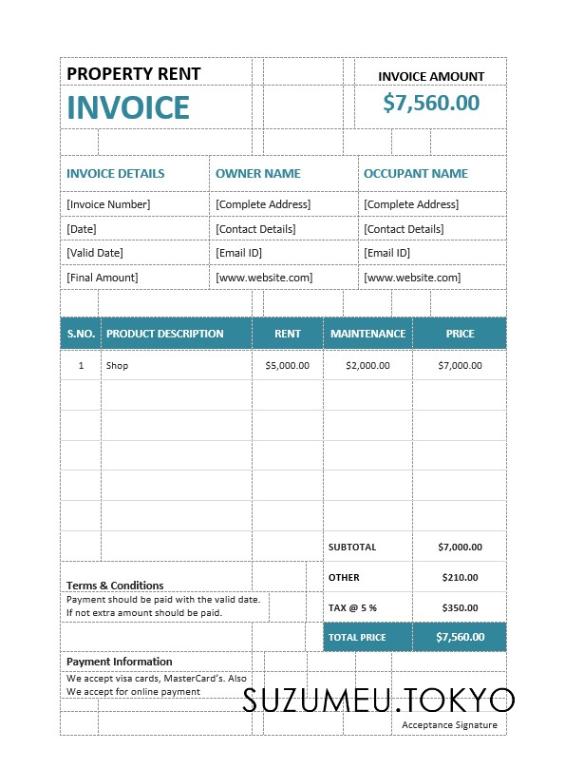 PROPERTY RENT
INVOICE AMOUNT
INVOICE
$7,560.00
INVOICE DETAILS OWNER NAME OCCUPANT NAME
[Invoice Number] [Complete Address] [Complete Address]
[Date] [Contact Details] [Contact Details]
[Valid Date] [Email ID] [Email ID]
[Final Amount] [www.website.com] [www.website.com]
S.NO. PRODUCT DESCRIPTION RENT MAINTENANCE PRICE
1 Shop $5,000.00 $2,000.00 $7,000.00
SUBTOTAL $7,000.00
OTHER $210.00
Terms & Conditions
Payment should be paid with the valid date.
If not extra amount should be paid.
TAX @ 5 % $350.00
TOTAL PRICE $7,560.00
Payment Information
We accept visa cards, MasterCard's. Also
We accept for online payment
SUZUMEU.TOKYO
Acceptance Signature